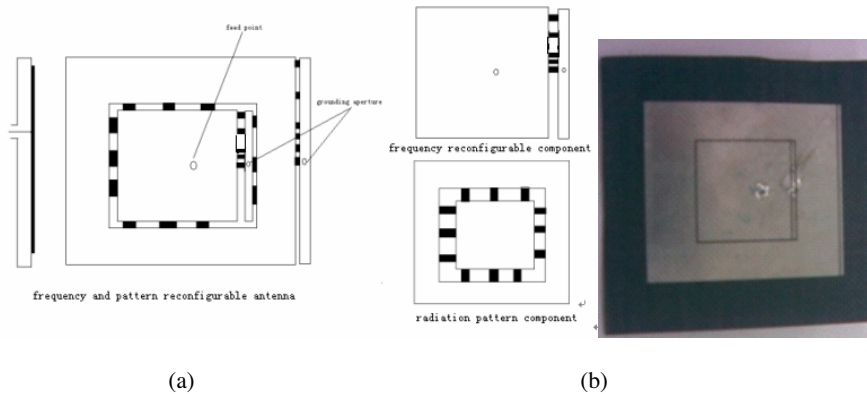 feed point
grounding aperture
frequency and pattern reconfigurable antenna
frequency reconfigurable component
radiation pattern component
(a)
(b)